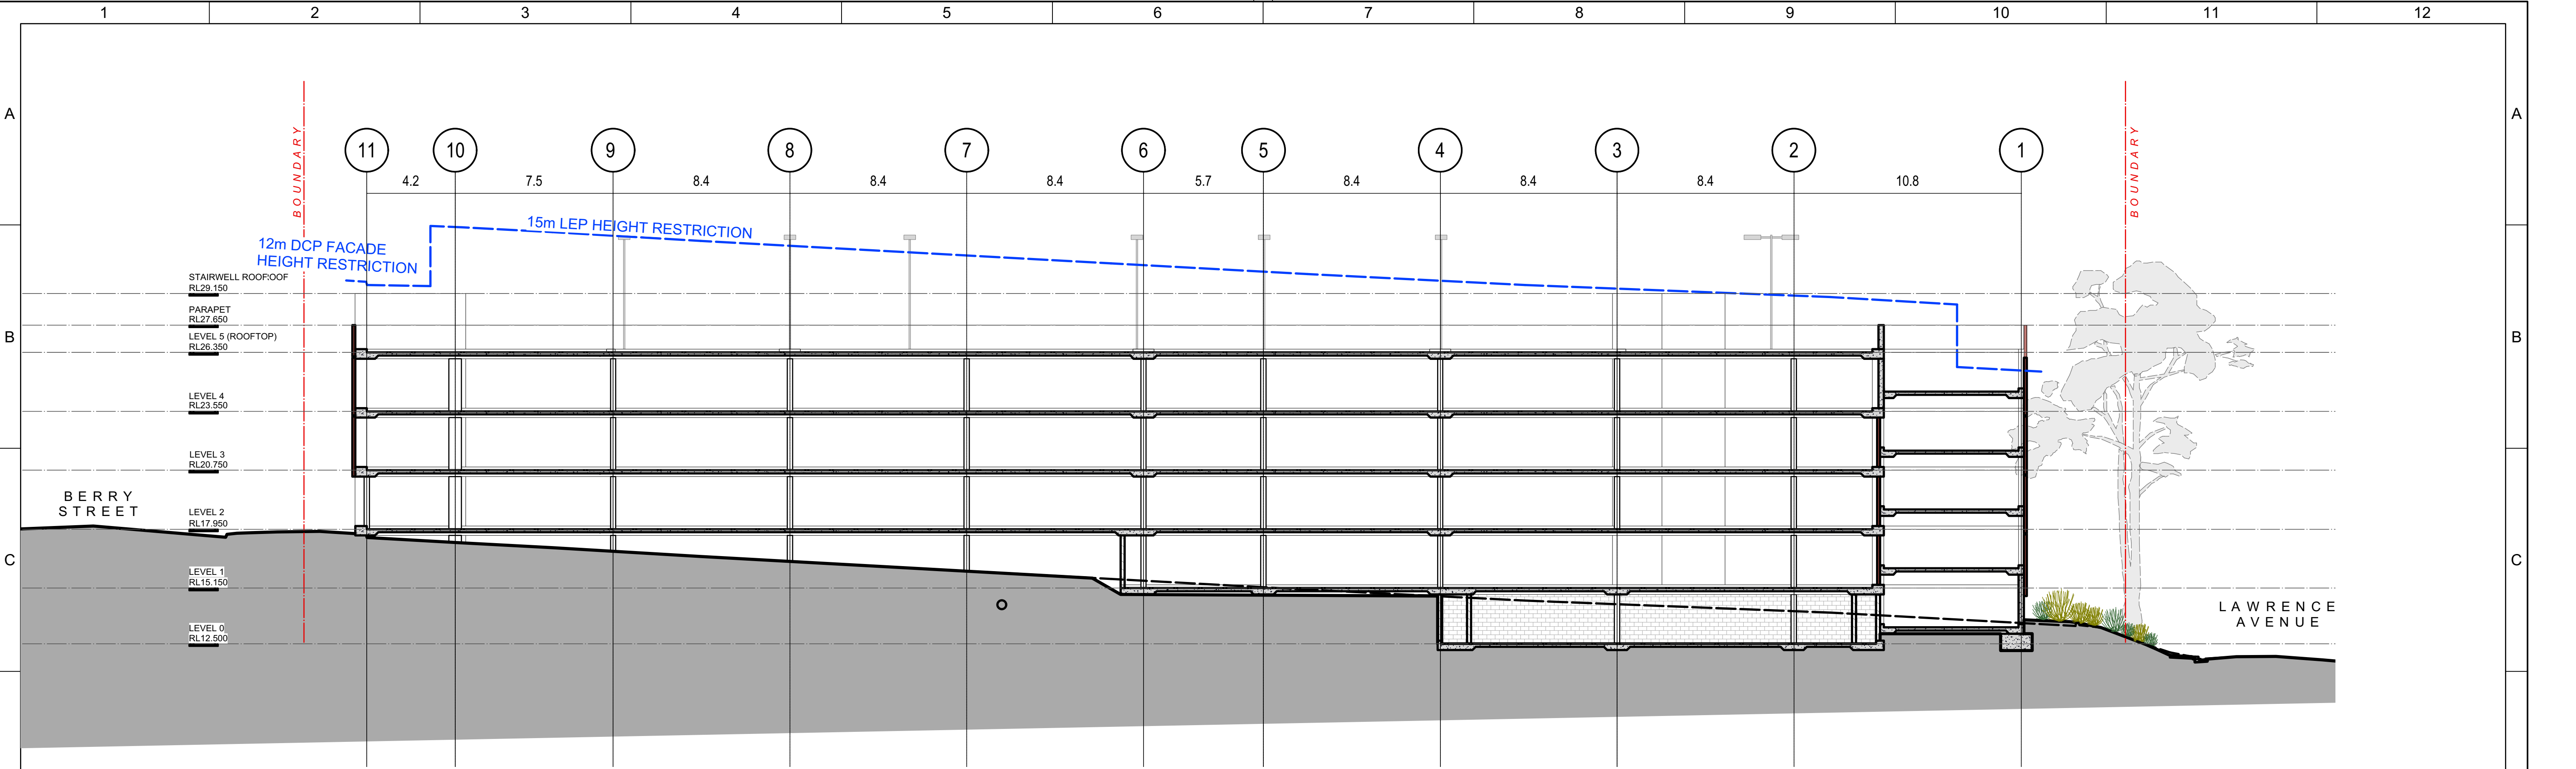 1 2 3 4 5 6 7 8 9 10 11 12
A A
BOUNDARY BOUNDARY
11 10 9 8 7 6 5 4 3 2 1
4.2 7.5 8.4 8.4 8.4 5.7 8.4 8.4 8.4 10.8
15m LEP HEIGHT RESTRICTION
12m DCP FACADE
HEIGHT RESTRICTION
STAIRWELL ROOF:OOF
RL29.150
PARAPET
RL27.650
B B
LEVEL 5 (ROOFTOP)
RL26.350
LEVEL 4
RL23.550
LEVEL 3
RL20.750
BERRY
STREET
LEVEL 2
RL17.950
C C
LEVEL 1
RL15.150
LAWRENCE
AVENUE
LEVEL 0
RL12.500